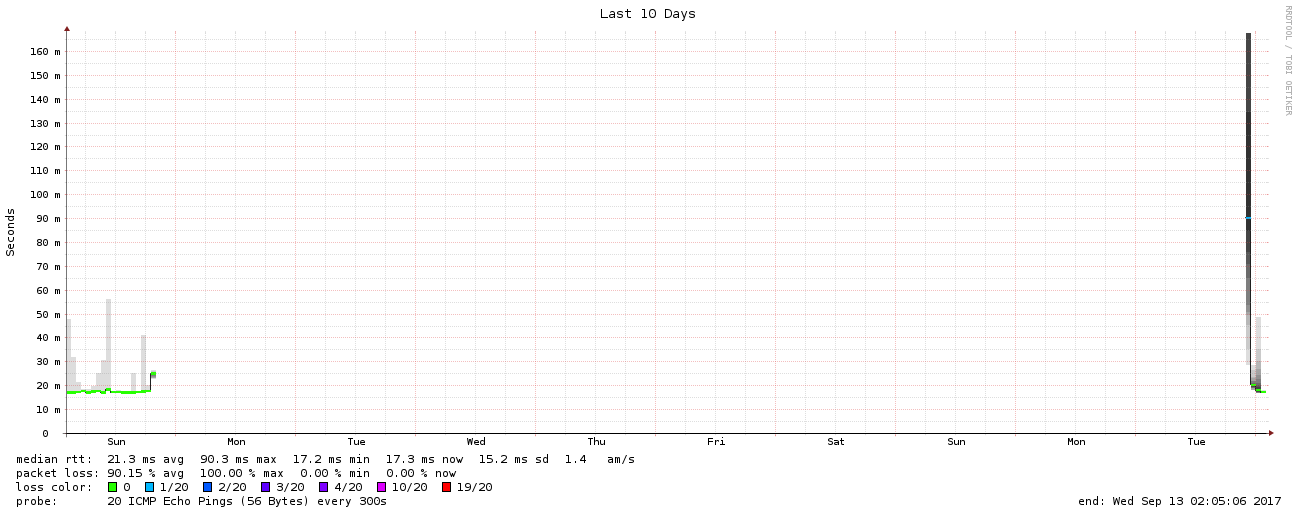 Last 10 Days
RRDTOOL / TOBI OETIKER
Seconds
160 m
150 m
140 m
130 m
120 m
110 m
100 m
90 m
80 m
70 m
60 m
50 m
40 m
30 m
20 m
10 m
0
Sun Mon Tue Wed Thu Fri Sat Sun Mon Tue
median rtt: 21.3 ms avg 90.3 ms max 17.2 ms min 17.3 ms now 15.2 ms sd 1.4 am/s
packet loss: 90.15 % avg 100.00 % max 0.00 % min 0.00 % now
loss color: 0 1/20 2/20 3/20 4/20 10/20 19/20
probe: 20 ICMP Echo Pings (56 Bytes) every 300s end: Wed Sep 13 02:05:06 2017